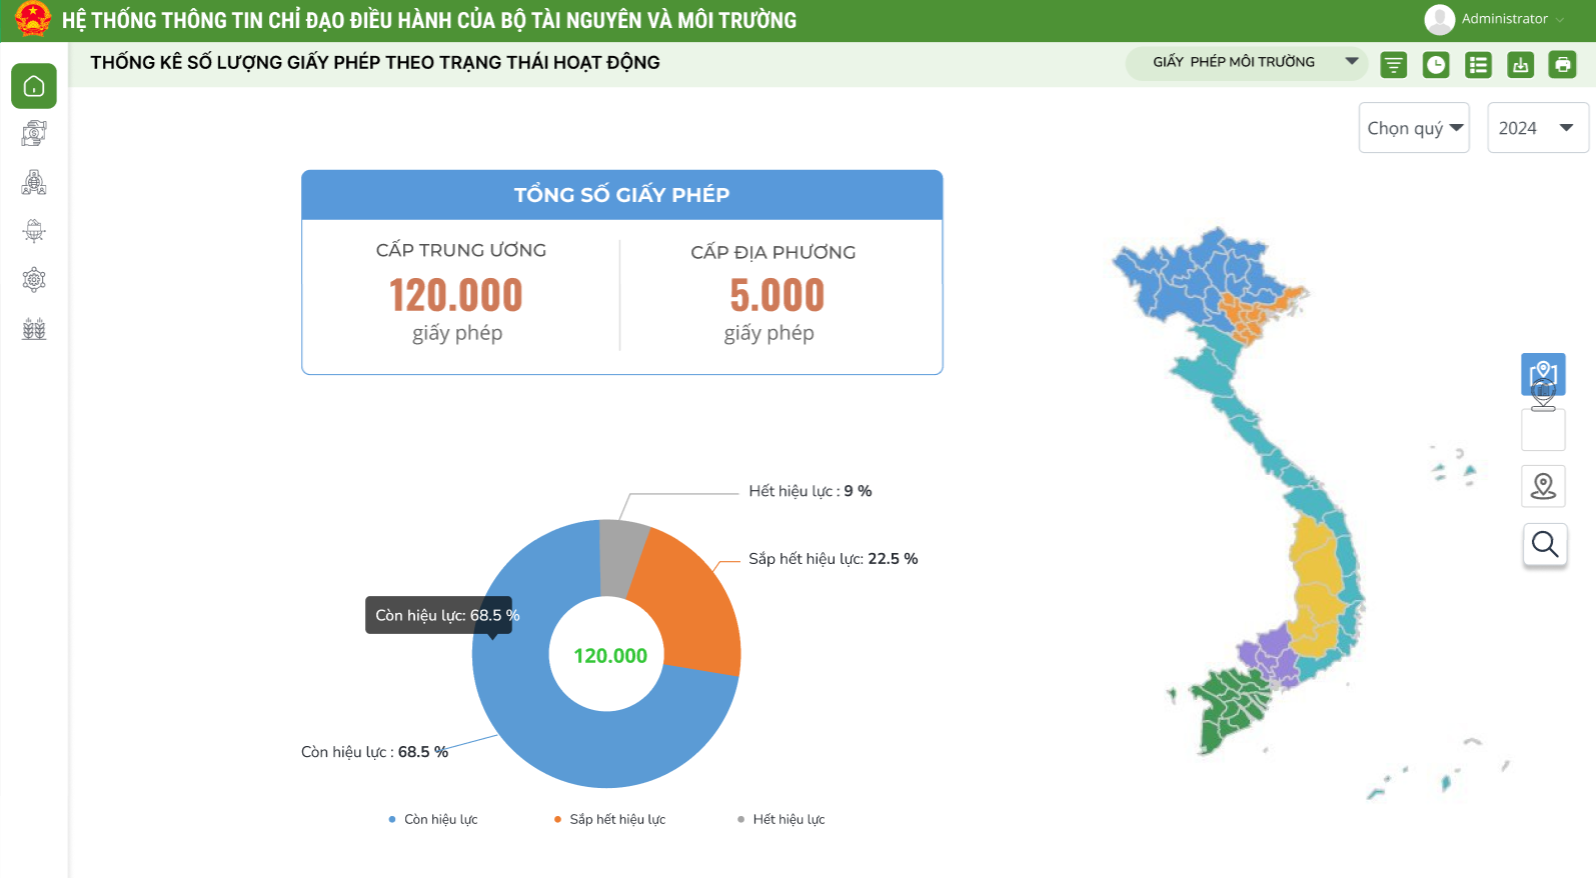 HỆ THỐNG THÔNG TIN CHỈ ĐẠO ĐIỀU HÀNH CỦA BỘ TÀI NGUYÊN VÀ MÔI TRƯỜNG
Administrator
THỐNG KÊ SỐ LƯỢNG GIẤY PHÉP THEO TRẠNG THÁI HOẠT ĐỘNG
GIẤY PHÉP MÔI TRƯỜNG
Chọn quý
2024
TỔNG SỐ GIẤY PHÉP
CẤP TRUNG ƯƠNG
120.000
giấy phép
CẤP ĐỊA PHƯƠNG
5.000
giấy phép
Hết hiệu lực : 9 %
Sắp hết hiệu lực: 22.5 %
Còn hiệu lực: 68.5 %
120.000
Còn hiệu lực : 68.5 %
Còn hiệu lực
Sắp hết hiệu lực
Hết hiệu lực